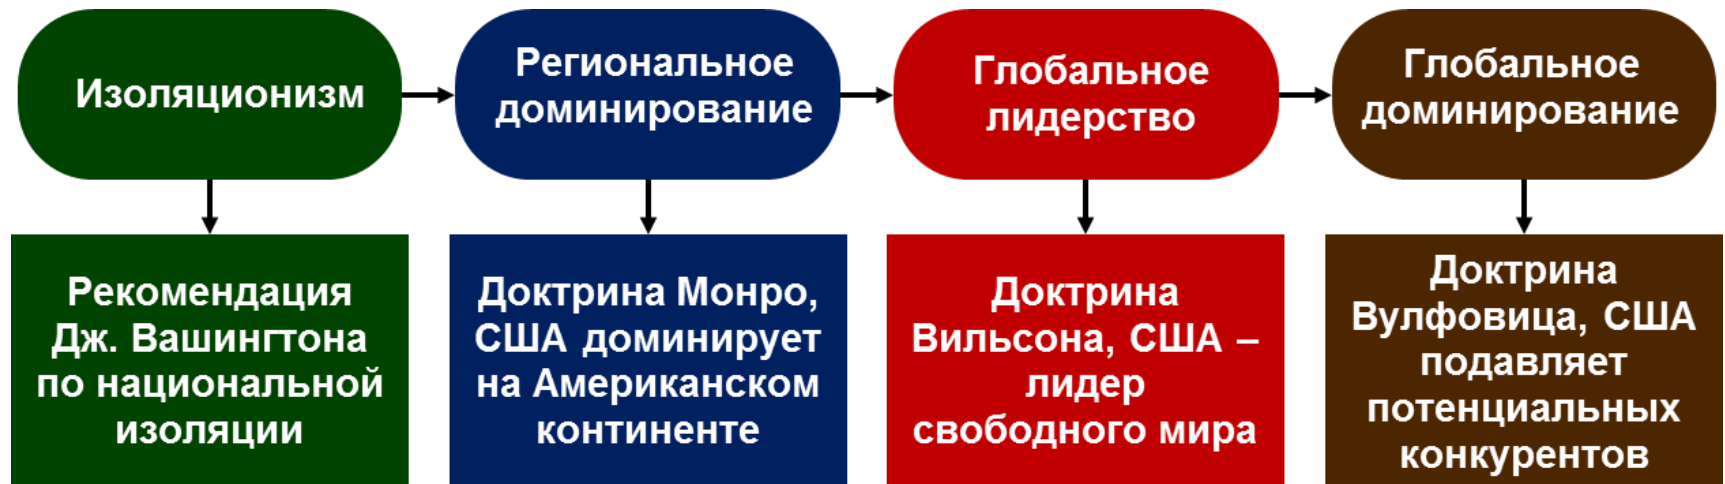 Изоляционизм
Региональное
доминирование
Глобальное
лидерство
Глобальное
доминирование
Рекомендация
Дж. Вашингтона
по национальной
изоляции
Доктрина Монро,
США доминирует
на Американском
континенте
Доктрина
Вильсона, США –
лидер
свободного мира
Доктрина
Вулфовица, США
подавляет
потенциальных
конкурентов